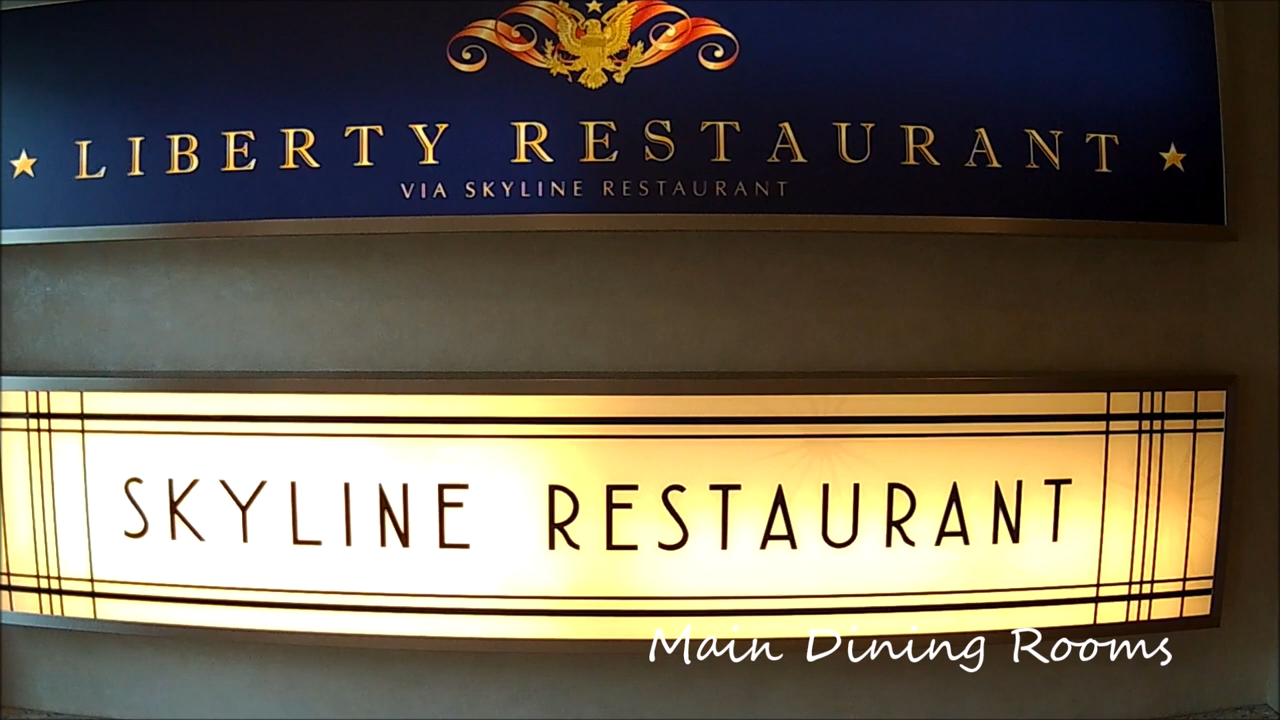 LIBERTY RESTAURANT
VIA SKYLINE RESTAURANT
SKYLINE RESTAURANT
Main Dining Rooms